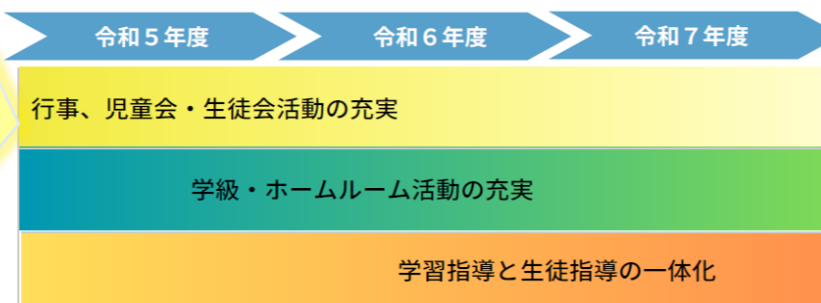 令和５年度
令和６年度
令和７年度
行事、児童会・生徒会活動の充実
学級・ホームルーム活動の充実
学習指導と生徒指導の一体化